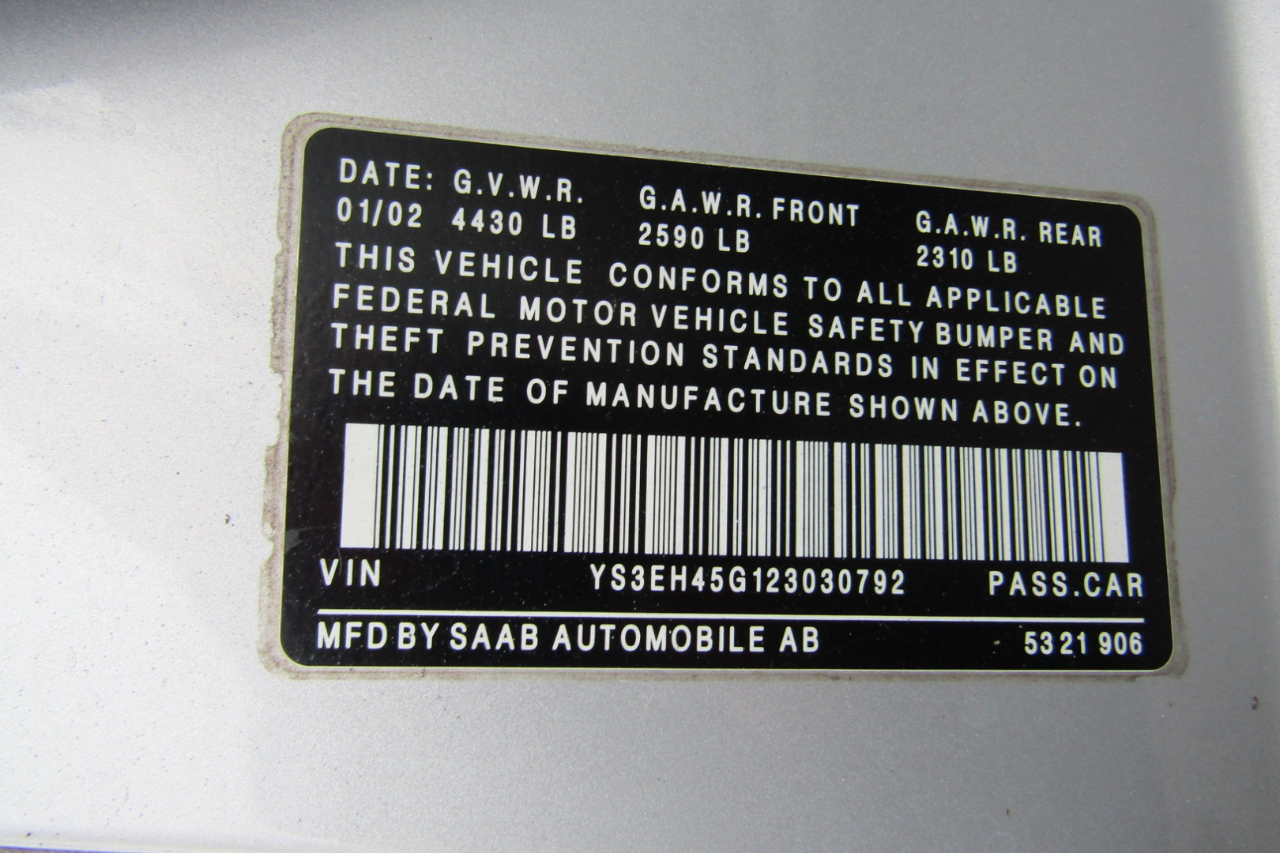 DATE: G.V.W.R. G.A.W.R. FRONT G.A.W.R. REAR
01/02 4430 LB 2590 LB 2310 LB
THIS VEHICLE CONFORMS TO ALL APPLICABLE
FEDERAL MOTOR VEHICLE SAFETY BUMPER AND
THEFT PREVENTION STANDARDS IN EFFECT ON
THE DATE OF MANUFACTURE SHOWN ABOVE.
VIN YS3EH45G123030792 PASS.CAR
MFD BY SAAB AUTOMOBILE AB 53 21 906